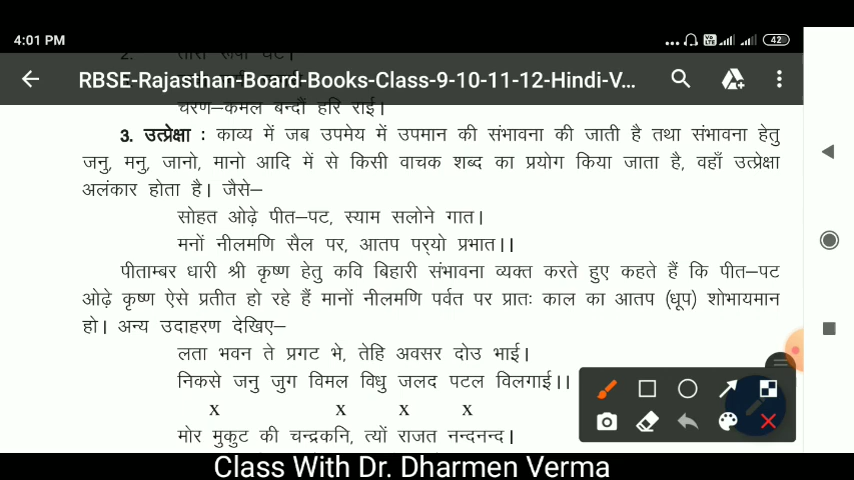 4:01 PM
42
2.
RBSE-Rajasthan-Board-Books-Class-9-10-11-12-Hindi-V...
चरण–कमल बन्दौं हरि राई।
3. उत्प्रेक्षा : काव्य में जब उपमेय में उपमान की संभावना की जाती है तथा संभावना हेतु
जनु, मनु, जानो, मानो आदि में से किसी वाचक शब्द का प्रयोग किया जाता है, वहाँ उत्प्रेक्षा
अलंकार होता है। जैसे–
सोहत ओढ़े पीत–पट, स्याम सलोने गात।
मनों नीलमणि सैल पर, आतप पर्‌यो प्रभात।।
पीताम्बर धारी श्री कृष्ण हेतु कवि बिहारी संभावना व्यक्त करते हुए कहते हैं कि पीत–पट
ओढ़े कृष्ण ऐसे प्रतीत हो रहे हैं मानों नीलमणि पर्वत पर प्रातः काल का आतप (धूप) शोभायमान
हो। अन्य उदाहरण देखिए–
लता भवन ते प्रगट भे, तेहि अवसर दोउ भाई।
निकसे जनु जुग विमल विधु जलद पटल विलगाई।।
x x x x
मोर मुकुट की चन्द्रकनि, त्यों राजत नन्दनन्द।
Class With Dr. Dharmen Verma